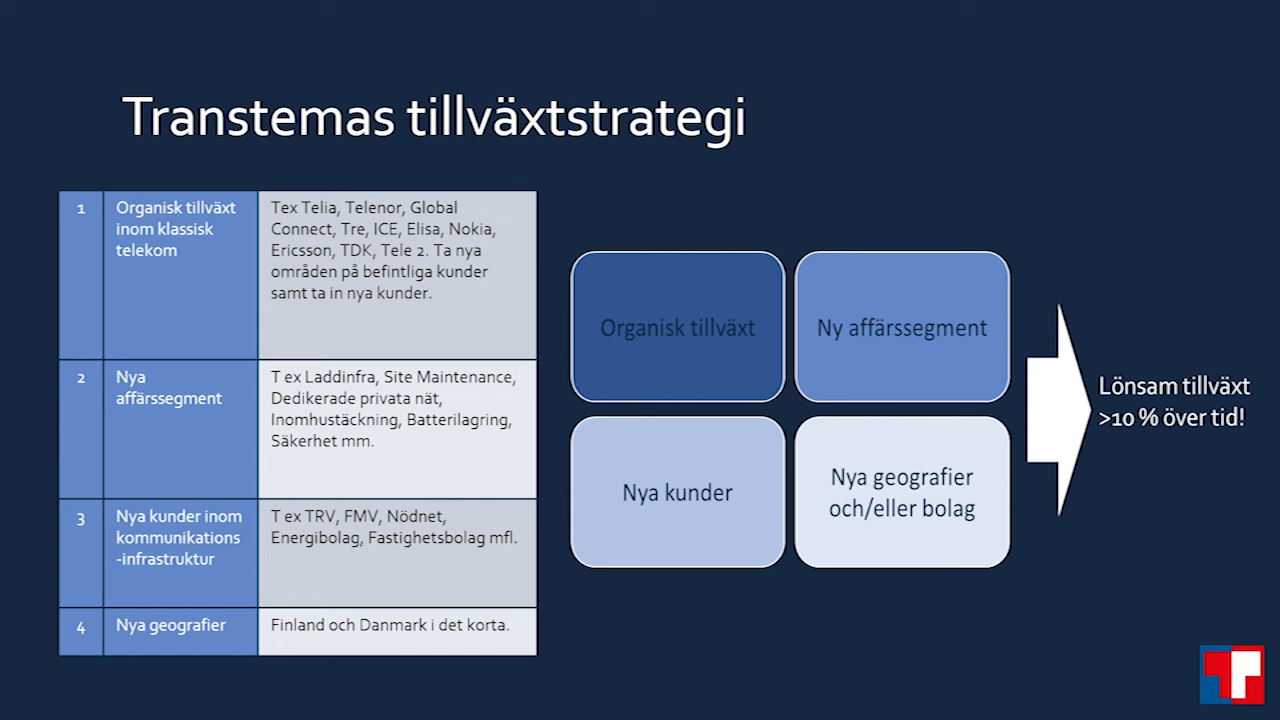 Transtemas tillväxtstrategi
1
Organisk tillväxt
inom klassisk
telekom
Tex Telia, Telenor, Global
Connect, Tre, ICE, Elisa, Nokia,
Ericsson, TDK, Tele 2. Ta nya
områden på befintliga kunder
samt ta in nya kunder.
2
Nya
affärssegment
T ex Laddinfra, Site Maintenance,
Dedikerade privata nät,
Inomhustäckning, Batterilagring,
Säkerhet mm.
3
Nya kunder inom
kommunikations
-infrastruktur
T ex TRV, FMV, Nödnet,
Energibolag, Fastighetsbolag mfl.
4
Nya geografier
Finland och Danmark i det korta.
Organisk tillväxt
Ny affärssegment
Nya kunder
Nya geografier
och/eller bolag
Lönsam tillväxt
>10 % över tid!